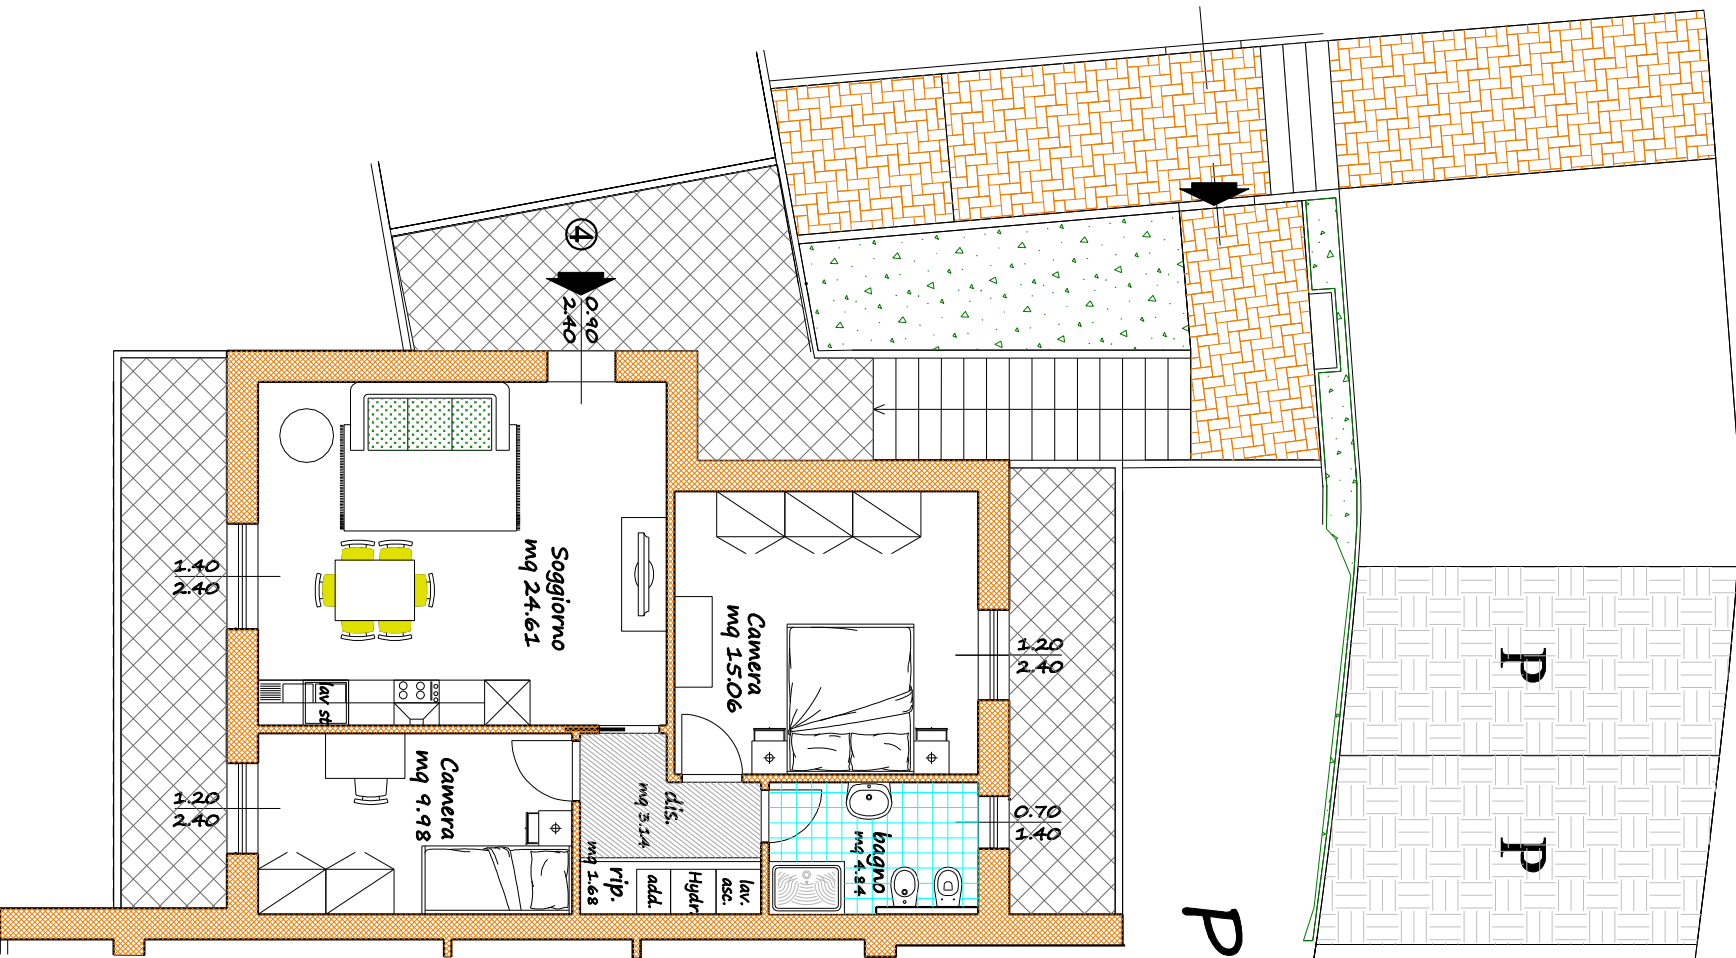 4
0.90
2.40
1.40
2.40
Soggiorno
mq 24.61
lav st
Camera
mq 15.06
1.20
2.40
1.20
2.40
Camera
mq 9.98
dis.
mq 3.14
rip.
mq 1.68
add.
Hydr
lav.
asc.
bagno
mq 4.84
0.70
1.40
P
P
P